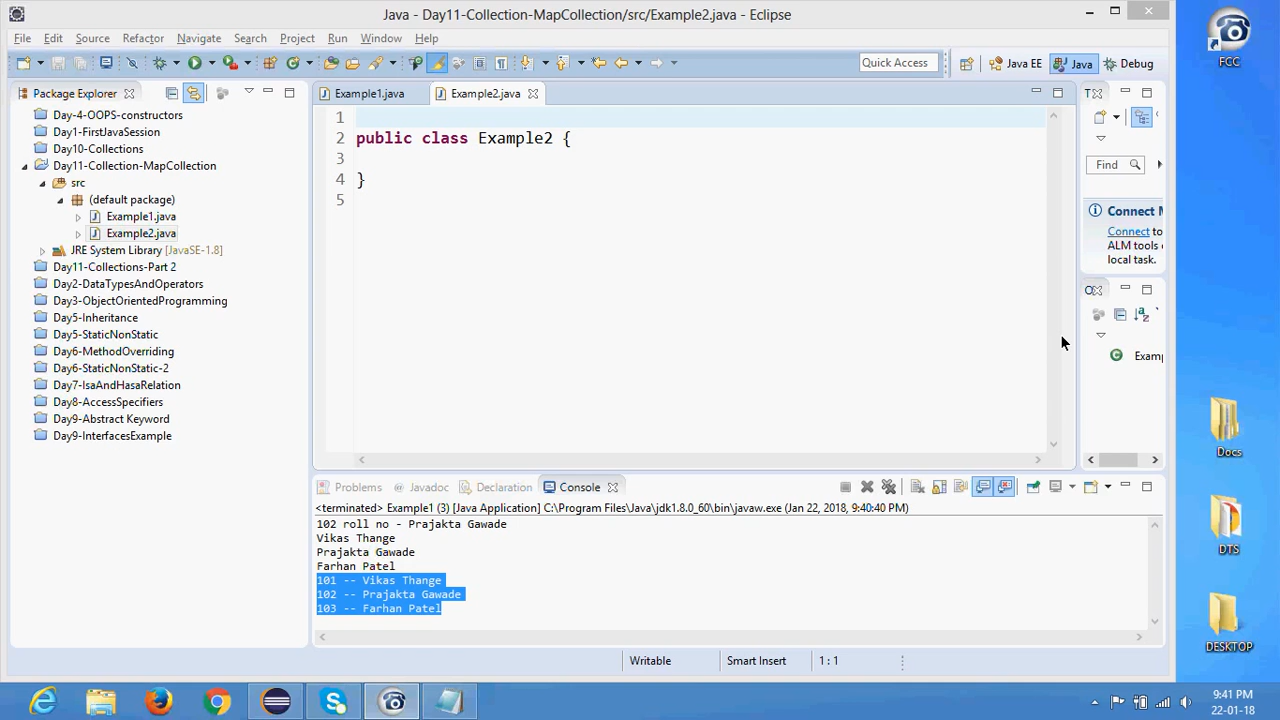 Java - Day11-Collection-MapCollection/src/Example2.java - Eclipse
FCC
File Edit Source Refactor Navigate Search Project Run Window Help
Quick Access
Java EE
Java
Debug
Package Explorer
Day-4-OOPS-constructors
Day1-FirstJavaSession
Day10-Collections
Day11-Collection-MapCollection
src
(default package)
Example1.java
Example2.java
JRE System Library [JavaSE-1.8]
Day11-Collections-Part 2
Day2-DataTypesAndOperators
Day3-ObjectOrientedProgramming
Day5-Inheritance
Day5-StaticNonStatic
Day6-MethodOverriding
Day6-StaticNonStatic-2
Day7-IsaAndHasaRelation
Day8-AccessSpecifiers
Day9-Abstract Keyword
Day9-InterfacesExample
Example1.java Example2.java
1
2 public class Example2 {
3
4 }
5
T
Find
Connect M
Connect to
ALM tools
local task.
O
Examp
Problems Javadoc Declaration Console
<terminated> Example1 (3) [Java Application] C:\Program Files\Java\jdk1.8.0_60\bin\javaw.exe (Jan 22, 2018, 9:40:40 PM)
102 roll no - Prajakta Gawade
Vikas Thange
Prajakta Gawade
Farhan Patel
101 -- Vikas Thange
102 -- Prajakta Gawade
103 -- Farhan Patel
Writable Smart Insert 1 : 1
Docs
DTS
DESKTOP
9:41 PM
22-01-18